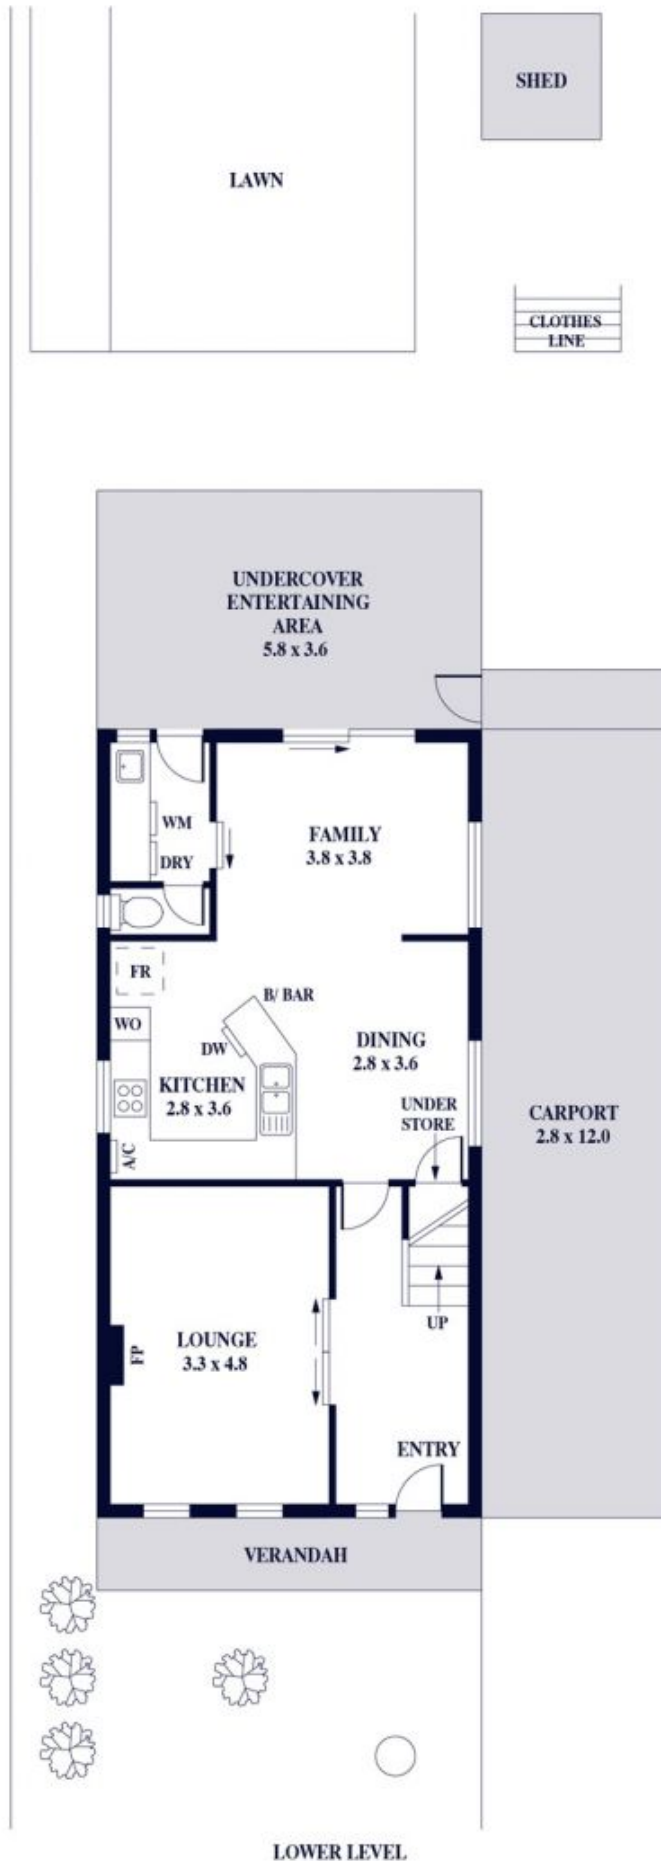 SHED
LAWN
CLOTHES
LINE
UNDERCOVER
ENTERTAINING
AREA
5.8 x 3.6
WM
DRY
FAMILY
3.8 x 3.8
FR
B/ BAR
WO
DW
DINING
2.8 x 3.6
KITCHEN
2.8 x 3.6
UNDER
STORE
CARPORT
2.8 x 12.0
A/C
LOUNGE
3.3 x 4.8
FP
UP
ENTRY
VERANDAH
LOWER LEVEL